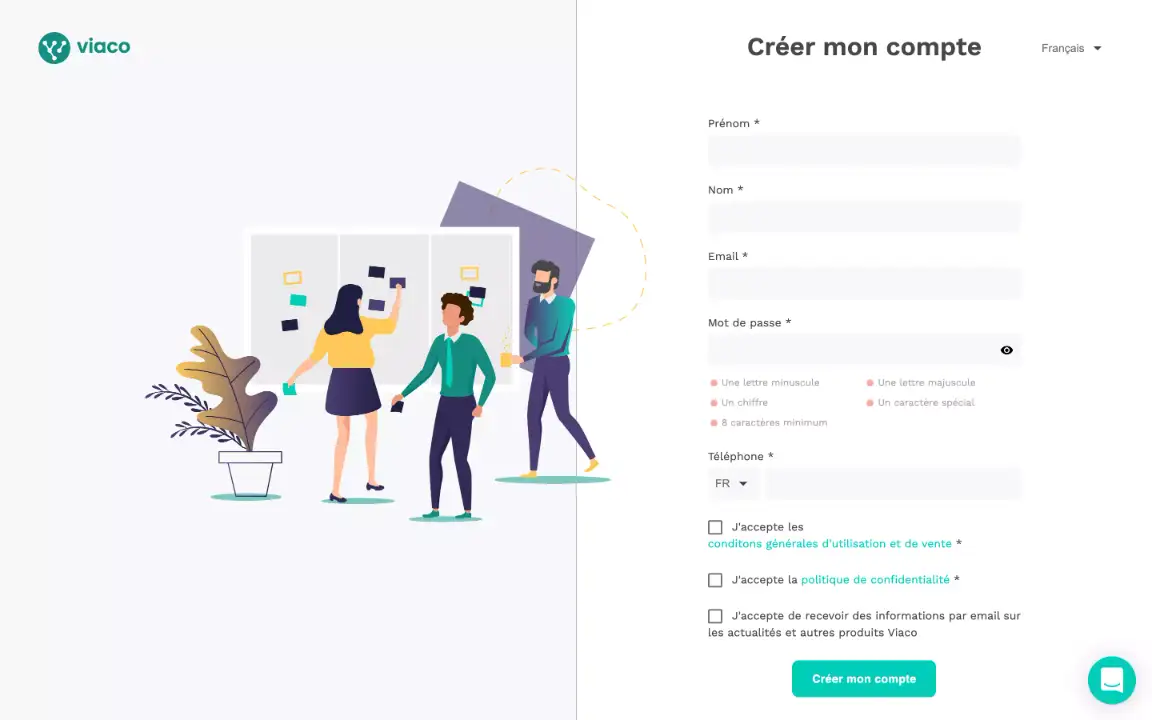 viaco
Créer mon compte
Français
Prénom *
Nom *
Email *
Mot de passe *
Une lettre minuscule
Une lettre majuscule
Un chiffre
Un caractère spécial
8 caractères minimum
Téléphone *
FR
J'accepte les
conditons générales d'utilisation et de vente *
J'accepte la politique de confidentialité *
J'accepte de recevoir des informations par email sur
les actualités et autres produits Viaco
Créer mon compte